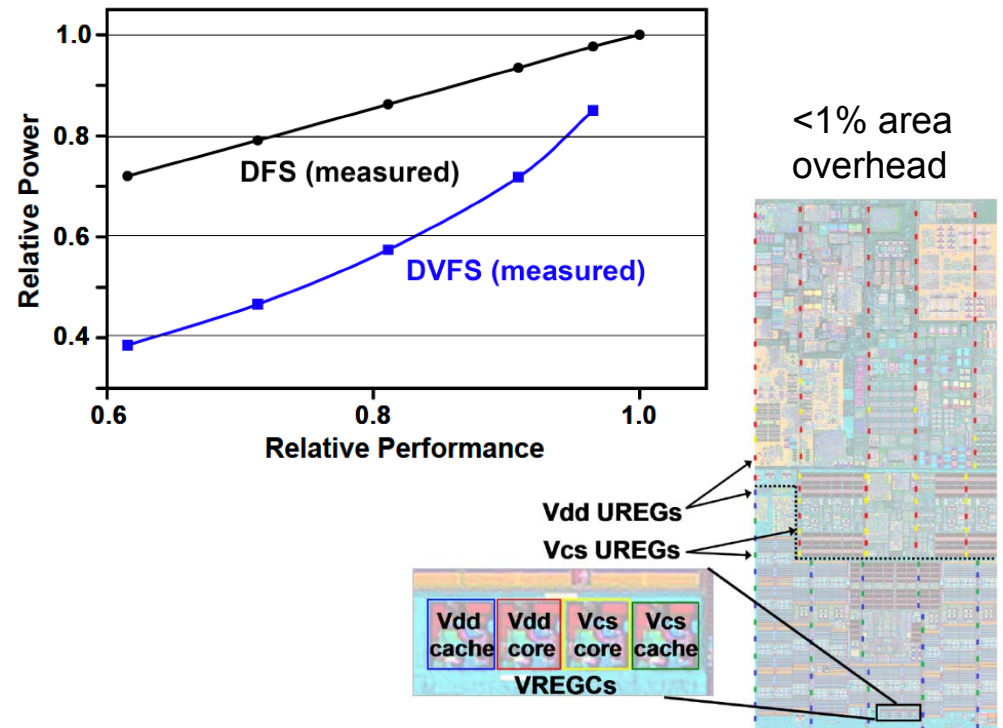 1.0
0.8
0.6
0.4
Relative Power
DFS (measured)
DVFS (measured)
0.6
0.8
1.0
Relative Performance
<1% area
overhead
Vdd UREGs
Vcs UREGs
Vdd
cache
Vdd
core
Vcs
core
Vcs
cache
VREGCs